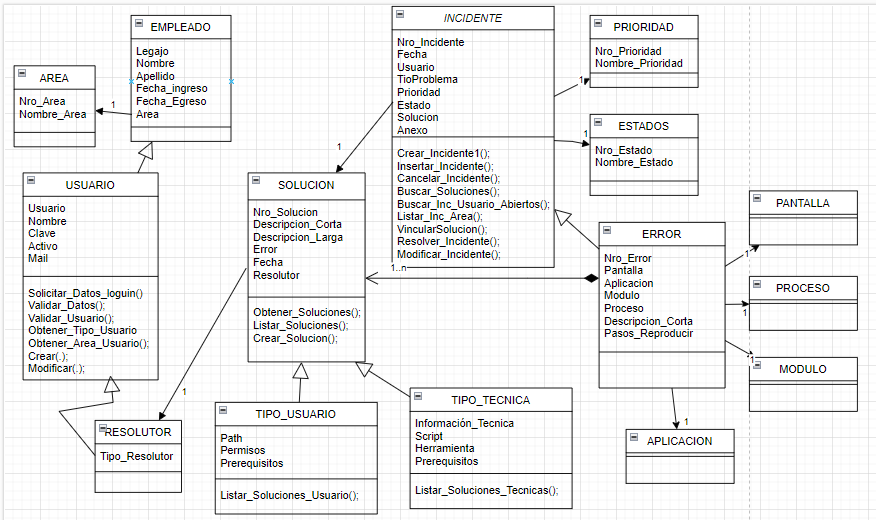 EMPLEADO
Legajo
Nombre
Apellido
Fecha_ingreso
Fecha_Egreso
Area
INCIDENTE
Nro_Incidente
Fecha
Usuario
TioProblema
Prioridad
Estado
Solucion
Anexo
Crear_Incidente1();
Insertar_Incidente();
Cancelar_Incidente();
Buscar_Soluciones();
Buscar_Inc_Usuario_Abiertos();
Listar_Inc_Area();
VincularSolucion();
Resolver_Incidente();
Modificar_Incidente();
PRIORIDAD
Nro_Prioridad
Nombre_Prioridad
AREA
Nro_Area
Nombre_Area
1
1
1
1
ESTADOS
Nro_Estado
Nombre_Estado
USUARIO
Usuario
Nombre
Clave
Activo
Mail
Solicitar_Datos_loguin()
Validar_Datos();
Validar_Usuario();
Obtener_Tipo_Usuario
Obtener_Area_Usuario();
Crear(.);
Modificar(.);
SOLUCION
Nro_Solucion
Descripcion_Corta
Descripcion_Larga
Error
Fecha
Resolutor
Obtener_Soluciones();
Listar_Soluciones();
Crear_Solucion();
1..n
ERROR
Nro_Error
Pantalla
Aplicacion
Modulo
Proceso
Descripcion_Corta
Pasos_Reproducir
PANTALLA
1
PROCESO
1
MODULO
1
1
RESOLUTOR
Tipo_Resolutor
1
TIPO_USUARIO
Path
Permisos
Prerequisitos
Listar_Soluciones_Usuario();
TIPO_TECNICA
Información_Tecnica
Script
Herramienta
Prerequisitos
Listar_Soluciones_Tecnicas();
APLICACION